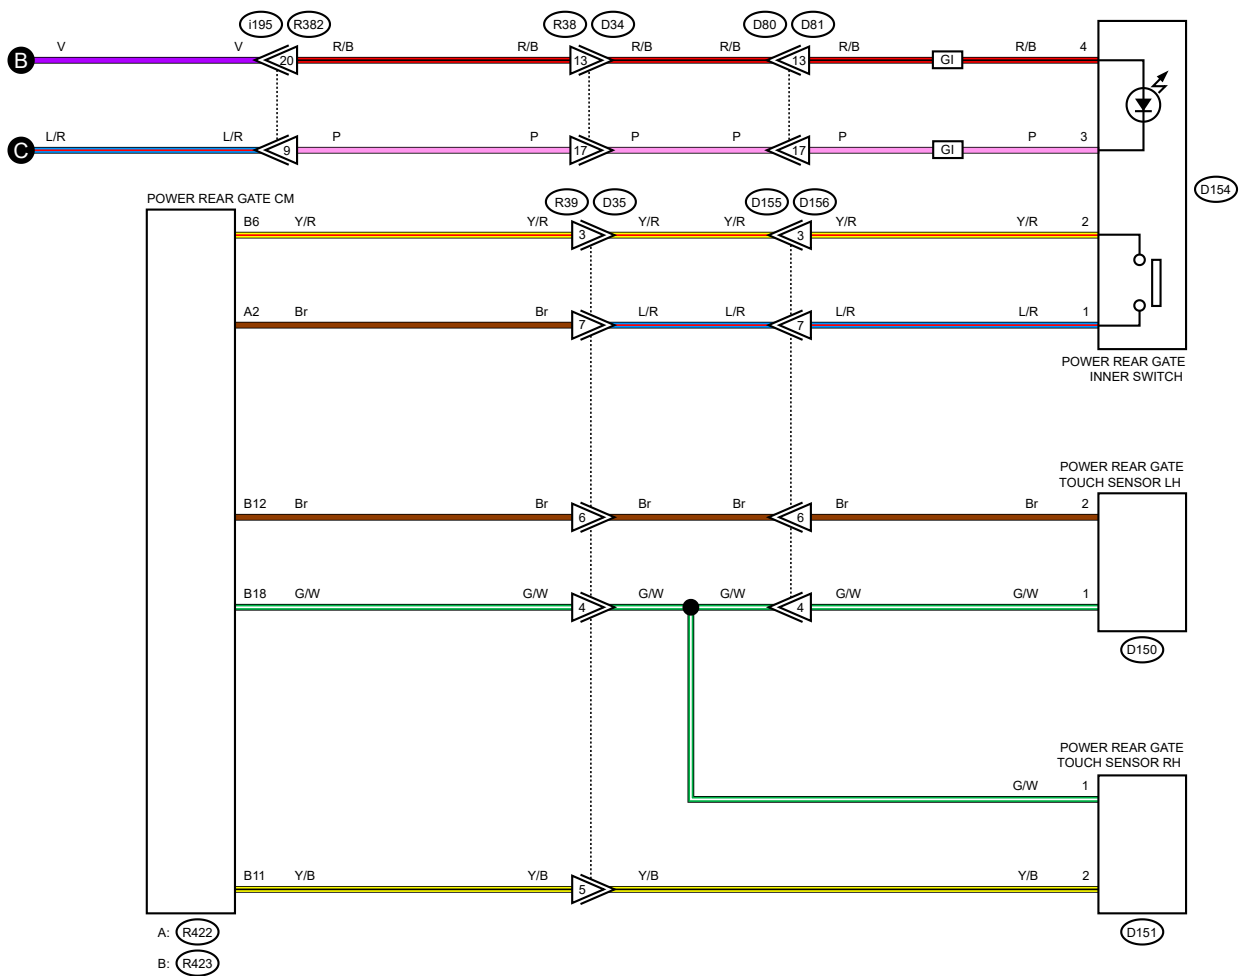 i195 R382 R38 D34 D80 D81
V V R/B R/B R/B R/B R/B R/B 4
B 20 13 13 GI
L/R L/R P P P P P P 3
C 9 17 17 GI
D154
POWER REAR GATE CM
R39 D35 D155 D156
B6 Y/R Y/R Y/R Y/R Y/R Y/R 2
3 3
A2 Br Br L/R L/R L/R L/R 1
7 7
POWER REAR GATE
INNER SWITCH
POWER REAR GATE
TOUCH SENSOR LH
B12 Br Br Br Br Br Br 2
6 6
B18 G/W G/W G/W G/W G/W G/W 1
4 4
D150
POWER REAR GATE
TOUCH SENSOR RH
G/W 1
B11 Y/B Y/B Y/B Y/B 2
5
A: R422
D151
B: R423